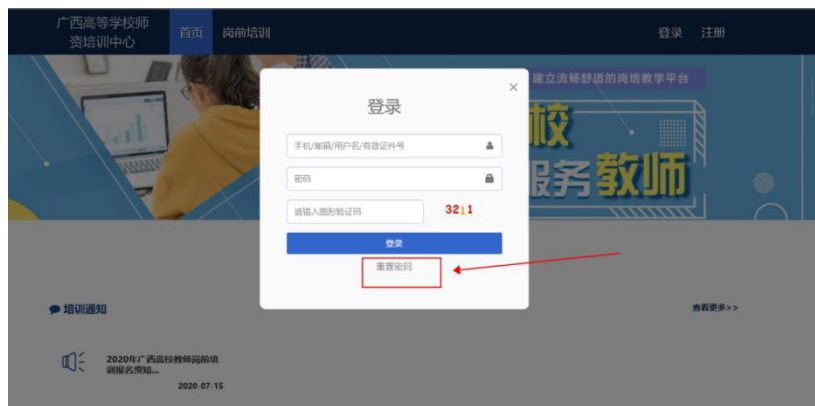 广西高等学校师
资培训中心
首页
岗前培训
登录
注册
建立流畅舒适的岗培教学平台
校
服务教师
×
登录
手机/邮箱/用户名/有效证件号
密码
请输入图形验证码
3211
登录
重置密码
培训通知
查看更多>>
2020年广西高校教师岗前培
训报名须知...
2020-07-15